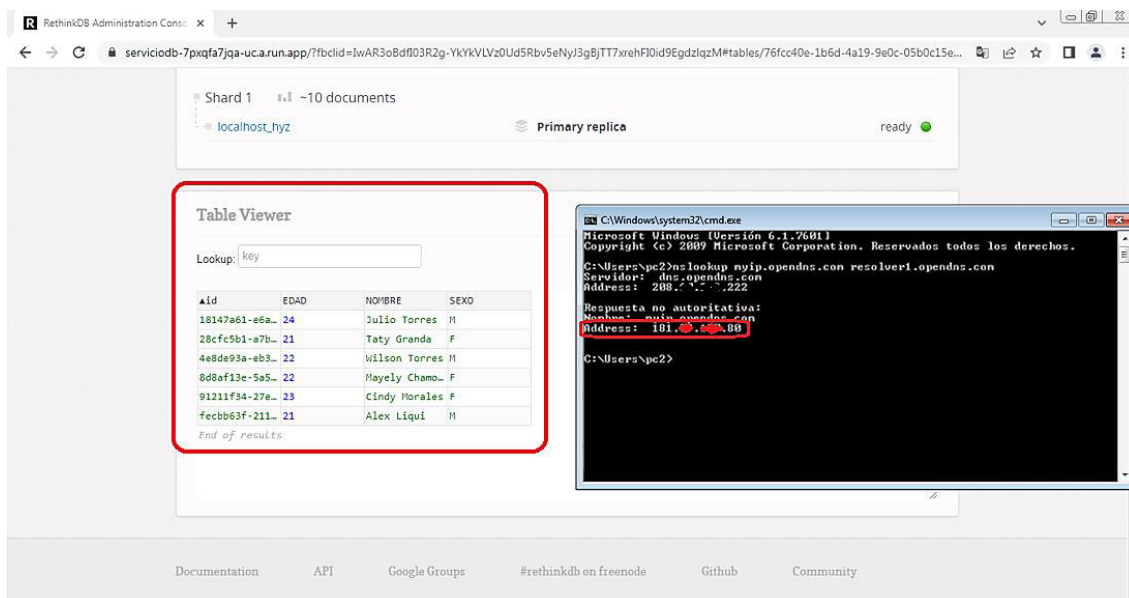 RethinkDB Administration Conso
serviciodb-7pxqfa7jqa-uc.a.run.app/?fbclid=IwAR3oBdfl03R2g-YkYkVLVz0Ud5Rbv5eNyJ3gBjTT7xrehFI0id9EgdzlqzM#tables/76fcc40e-1b6d-4a19-9e0c-05b0c15e...
Shard 1 ~10 documents
localhost_hyz Primary replica ready
Table Viewer
Lookup: key
▲id EDAD NOMBRE SEXO
18147a61-e6a… 24 Julio Torres M
28cfc5b1-a7b… 21 Taty Granda F
4e8de93a-eb3… 22 Wilson Torres M
8d8af13e-5a5… 22 Mayely Chamo… F
91211f34-27e… 23 Cindy Morales F
fecbb63f-211… 21 Alex Liqui M
End of results
C:\Windows\system32\cmd.exe
Microsoft Windows [Versión 6.1.7601]
Copyright (c) 2009 Microsoft Corporation. Reservados todos los derechos.
C:\Users\pc2>nslookup myip.opendns.com resolver1.opendns.com
Servidor: dns.opendns.com
Address: 208. .222
Respuesta no autoritativa:
Nombre: myip.opendns.com
Address: 181. .80
C:\Users\pc2>
Documentation API Google Groups #rethinkdb on freenode Github Community